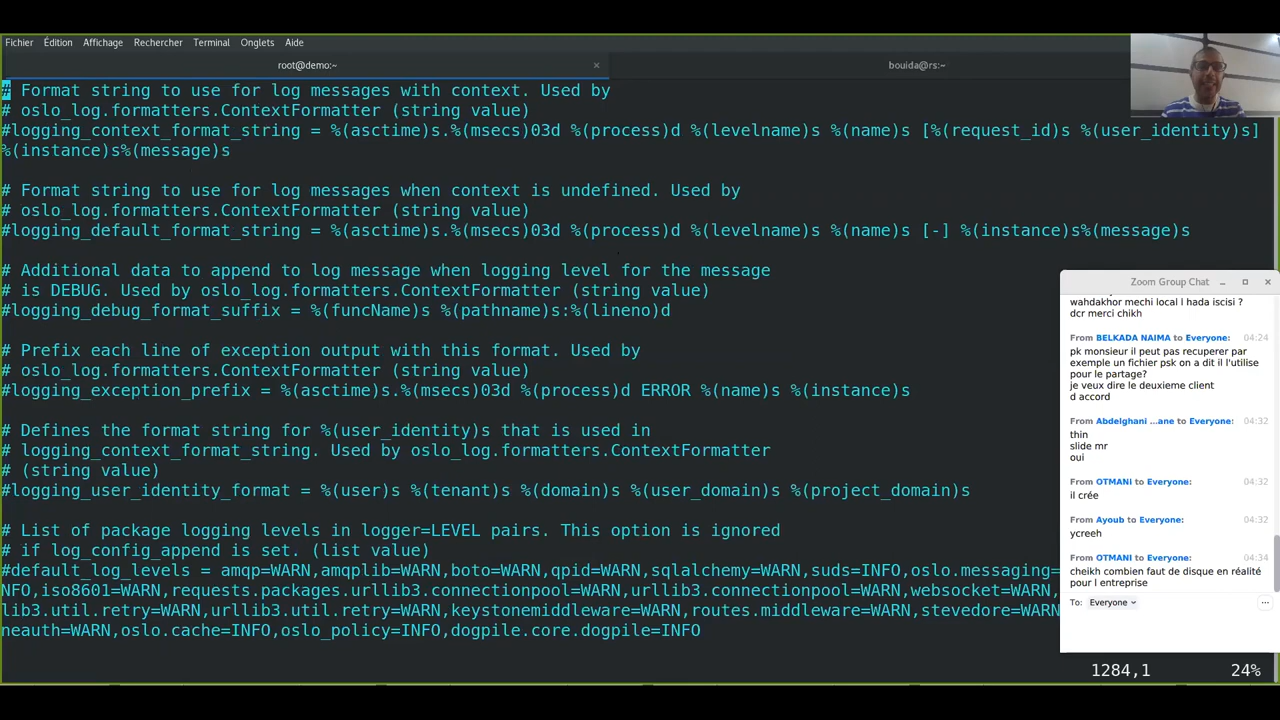 Fichier Édition Affichage Rechercher Terminal Onglets Aide
root@demo:~ × bouida@rs:~
# Format string to use for log messages with context. Used by
# oslo_log.formatters.ContextFormatter (string value)
#logging_context_format_string = %(asctime)s.%(msecs)03d %(process)d %(levelname)s %(name)s [%(request_id)s %(user_identity)s]
%(instance)s%(message)s
# Format string to use for log messages when context is undefined. Used by
# oslo_log.formatters.ContextFormatter (string value)
#logging_default_format_string = %(asctime)s.%(msecs)03d %(process)d %(levelname)s %(name)s [-] %(instance)s%(message)s
# Additional data to append to log message when logging level for the message
# is DEBUG. Used by oslo_log.formatters.ContextFormatter (string value)
#logging_debug_format_suffix = %(funcName)s %(pathname)s:%(lineno)d
# Prefix each line of exception output with this format. Used by
# oslo_log.formatters.ContextFormatter (string value)
#logging_exception_prefix = %(asctime)s.%(msecs)03d %(process)d ERROR %(name)s %(instance)s
# Defines the format string for %(user_identity)s that is used in
# logging_context_format_string. Used by oslo_log.formatters.ContextFormatter
# (string value)
#logging_user_identity_format = %(user)s %(tenant)s %(domain)s %(user_domain)s %(project_domain)s
# List of package logging levels in logger=LEVEL pairs. This option is ignored
# if log_config_append is set. (list value)
#default_log_levels = amqp=WARN,amqplib=WARN,boto=WARN,qpid=WARN,sqlalchemy=WARN,suds=INFO,oslo.messaging=
NFO,iso8601=WARN,requests.packages.urllib3.connectionpool=WARN,urllib3.connectionpool=WARN,websocket=WARN,
lib3.util.retry=WARN,urllib3.util.retry=WARN,keystonemiddleware=WARN,routes.middleware=WARN,stevedore=WARN
neauth=WARN,oslo.cache=INFO,oslo_policy=INFO,dogpile.core.dogpile=INFO
1284,1 24%
Zoom Group Chat
wahdakhor mechi local l hada iscisi ?
dcr merci chikh
From BELKADA NAIMA to Everyone: 04:24
pk monsieur il peut pas recuperer par
exemple un fichier psk on a dit il l'utilise
pour le partage?
je veux dire le deuxieme client
d accord
From Abdelghani ...ane to Everyone: 04:32
thin
slide mr
oui
From OTMANi to Everyone: 04:32
il crée
From Ayoub to Everyone: 04:32
ycreeh
From OTMANI to Everyone: 04:34
cheikh combien faut de disque en réalité
pour l entreprise
To: Everyone